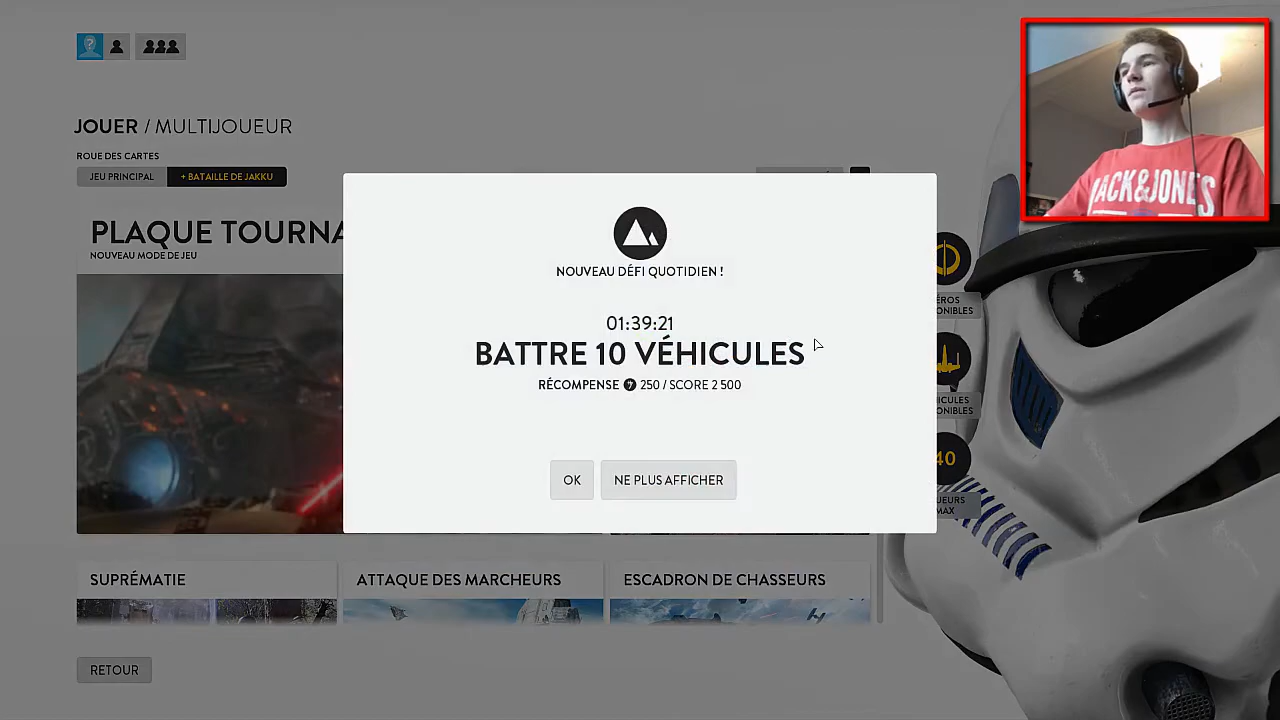 JOUER / MULTIJOUEUR
ROUE DES CARTES
JEU PRINCIPAL
+ BATAILLE DE JAKKU
PLAQUE TOURNA
NOUVEAU MODE DE JEU
NOUVEAU DÉFI QUOTIDIEN !
01:39:21
BATTRE 10 VÉHICULES
RÉCOMPENSE 250 / SCORE 2 500
OK
NE PLUS AFFICHER
ÉROS
ONIBLES
ICULES
ONIBLES
40
UEURS
MAX
SUPRÉMATIE
ATTAQUE DES MARCHEURS
ESCADRON DE CHASSEURS
RETOUR
JACK&JONES